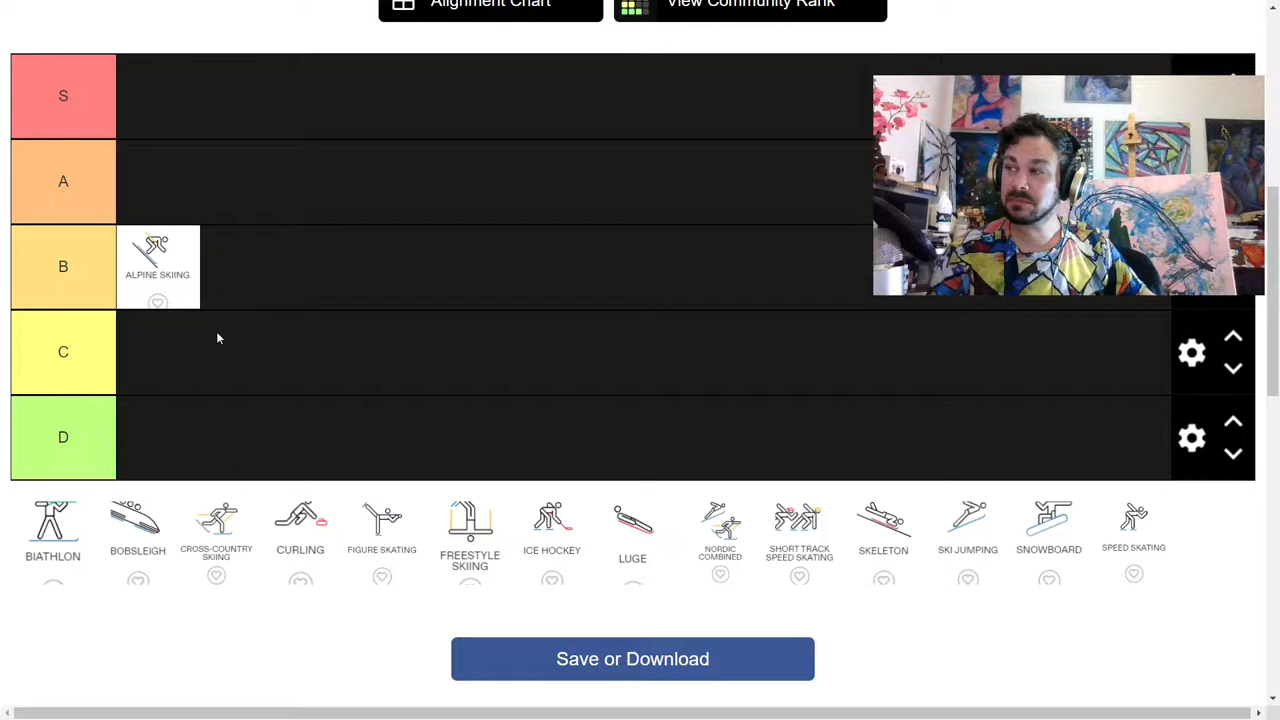 Alignment Chart
View Community Rank
S
A
B
ALPINE SKIING
C
D
BIATHLON
BOBSLEIGH
CROSS-COUNTRY
SKIING
CURLING
FIGURE SKATING
FREESTYLE
SKIING
ICE HOCKEY
LUGE
NORDIC
COMBINED
SHORT TRACK
SPEED SKATING
SKELETON
SKI JUMPING
SNOWBOARD
SPEED SKATING
Save or Download